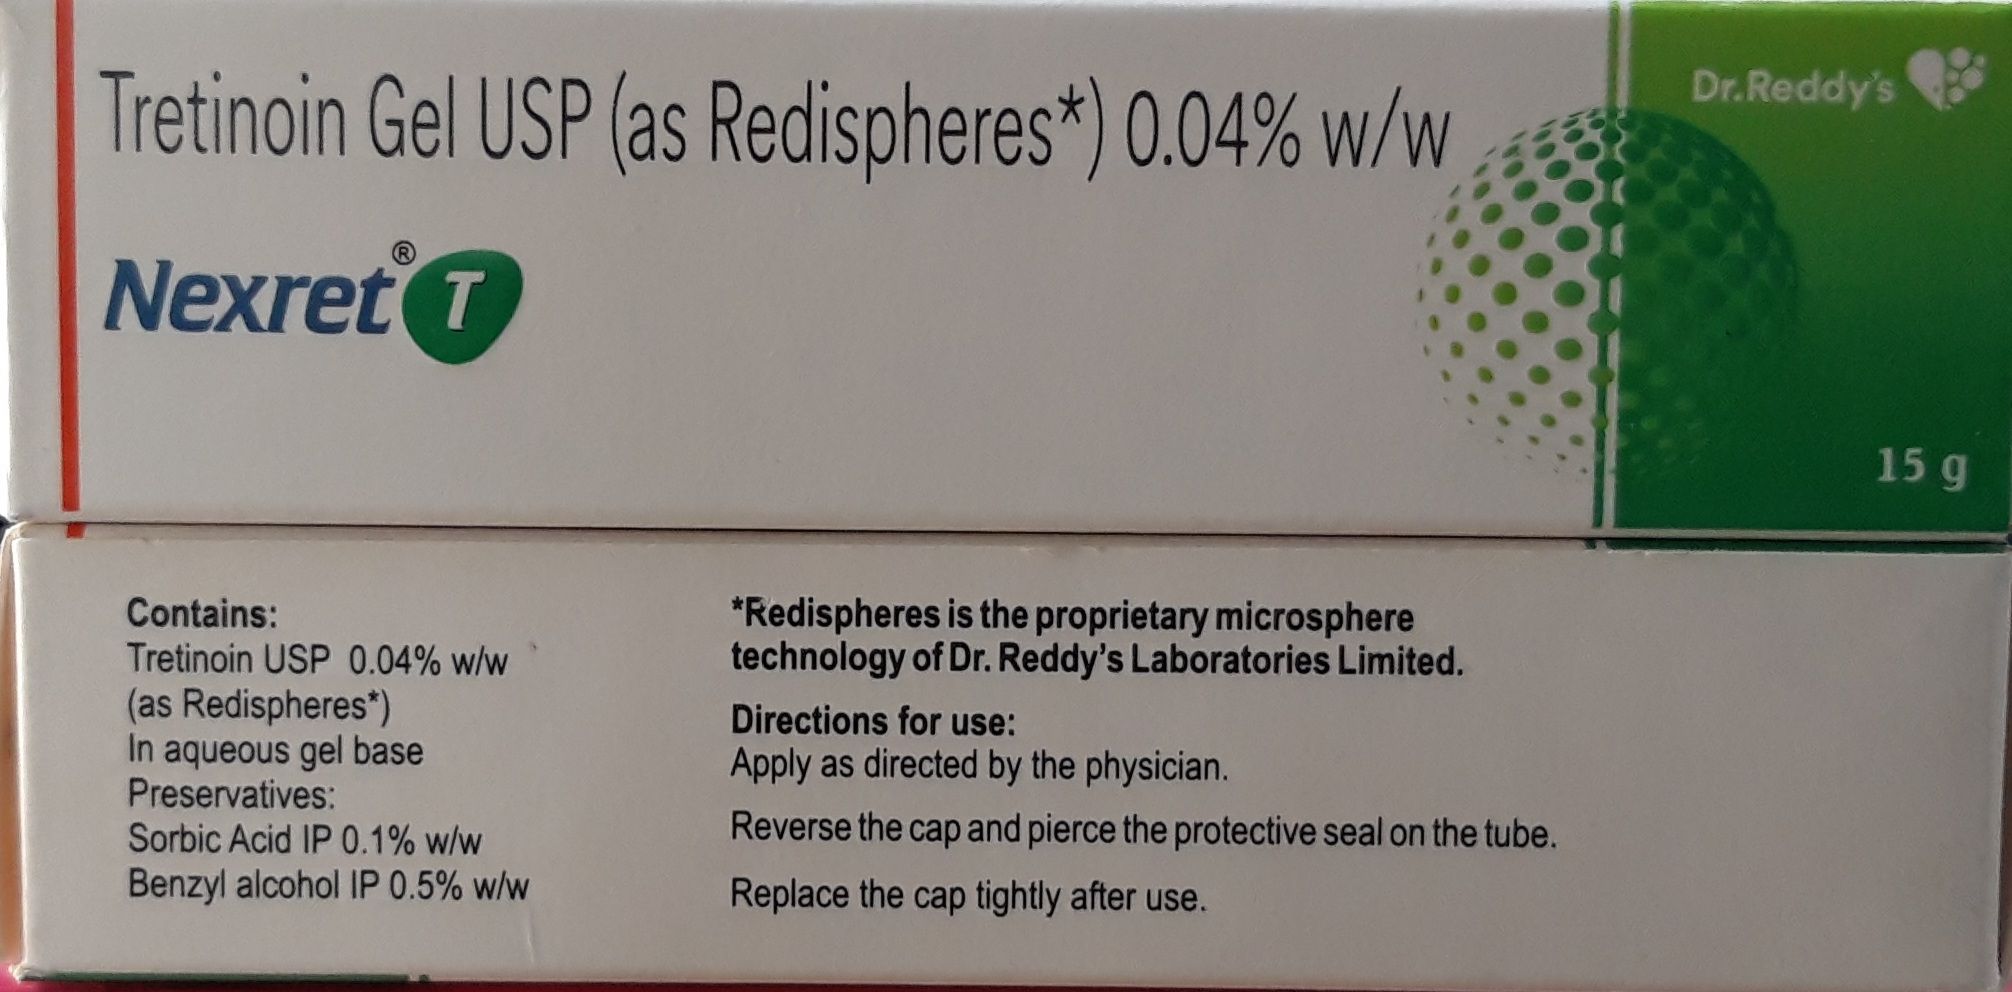 Tretinoin Gel USP (as Redispheres*) 0.04% w/w
Dr.Reddy's
Nexret® T
15 g
Contains:
Tretinoin USP 0.04% w/w
(as Redispheres*)
In aqueous gel base
Preservatives:
Sorbic Acid IP 0.1% w/w
Benzyl alcohol IP 0.5% w/w
*Redispheres is the proprietary microsphere
technology of Dr. Reddy's Laboratories Limited.
Directions for use:
Apply as directed by the physician.
Reverse the cap and pierce the protective seal on the tube.
Replace the cap tightly after use.